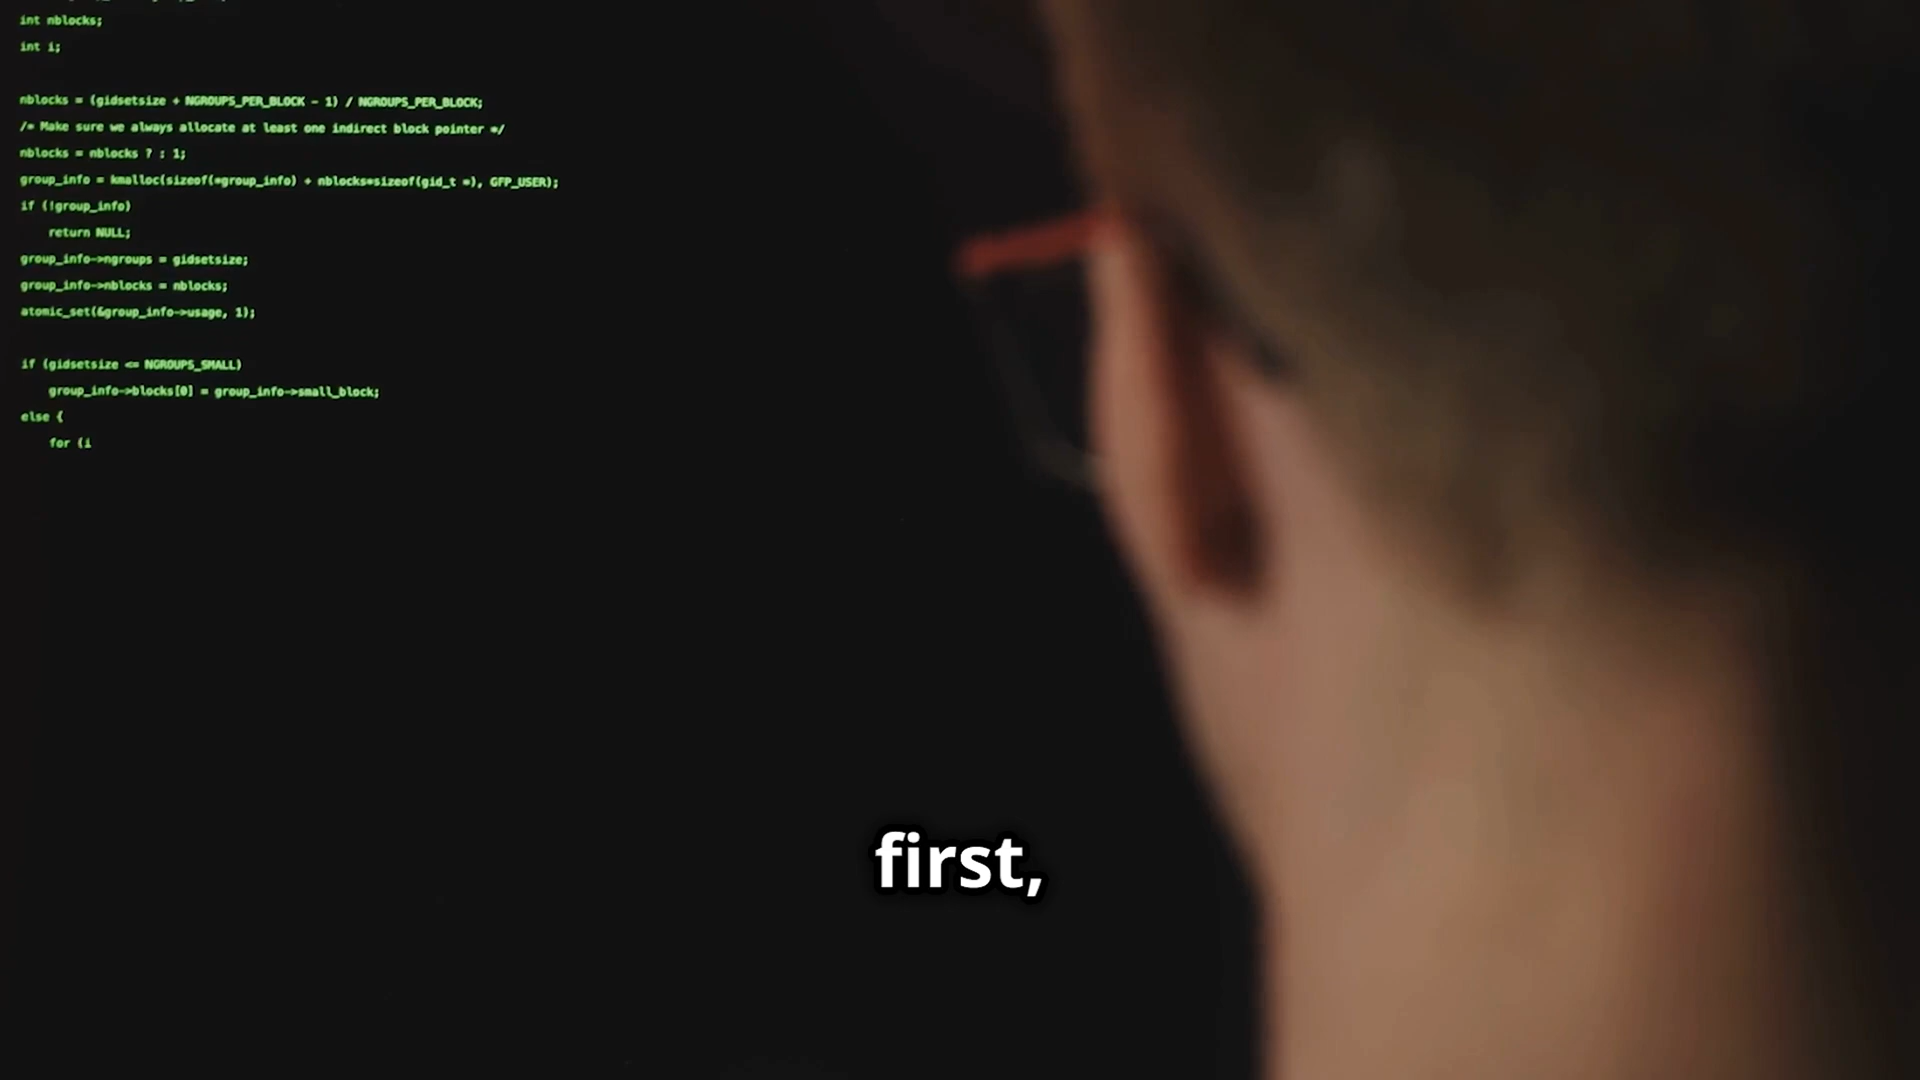 int nblocks;
int i;
nblocks = (gidsetsize + NGROUPS_PER_BLOCK - 1) / NGROUPS_PER_BLOCK;
/* Make sure we always allocate at least one indirect block pointer */
nblocks = nblocks ? : 1;
group_info = kmalloc(sizeof(*group_info) + nblocks*sizeof(gid_t *), GFP_USER);
if (!group_info)
return NULL;
group_info->ngroups = gidsetsize;
group_info->nblocks = nblocks;
atomic_set(&group_info->usage, 1);
if (gidsetsize <= NGROUPS_SMALL)
group_info->blocks[0] = group_info->small_block;
else {
for (i
first,